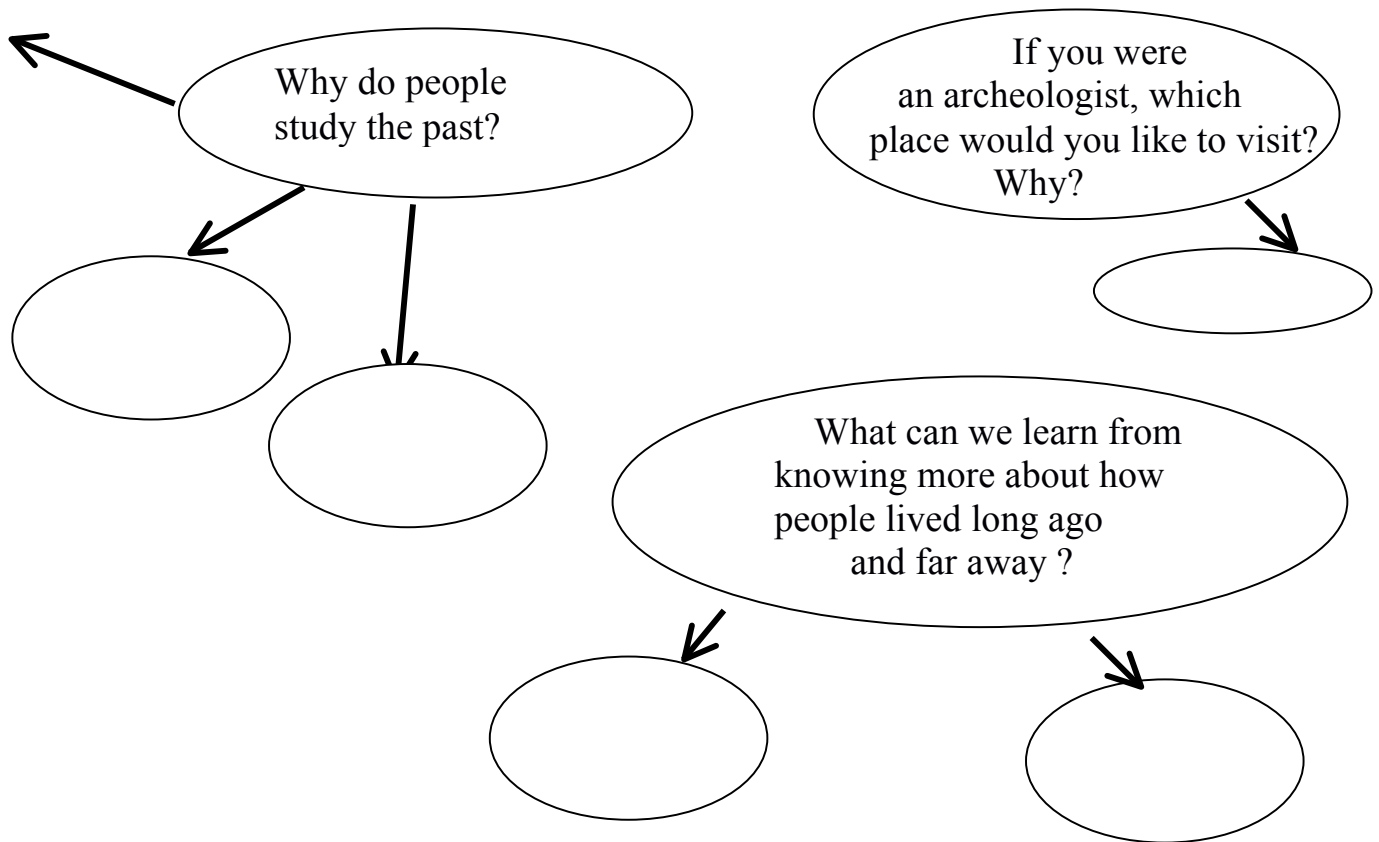 Why do people
study the past?
If you were
an archeologist, which
place would you like to visit?
Why?
What can we learn from
knowing more about how
people lived long ago
and far away ?